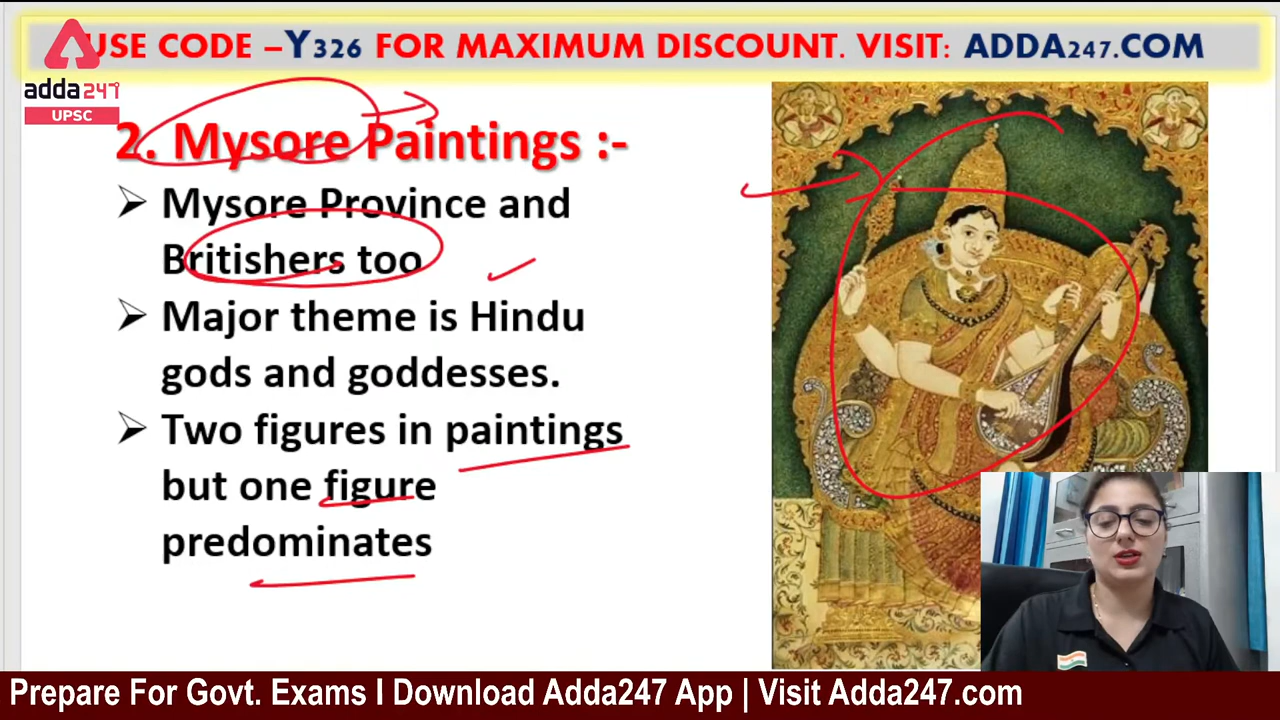 USE CODE –Y326 FOR MAXIMUM DISCOUNT. VISIT: ADDA247.COM
adda247
UPSC
2. Mysore Paintings :-
Mysore Province and
Britishers too
Major theme is Hindu
gods and goddesses.
Two figures in paintings
but one figure
predominates
Prepare For Govt. Exams I Download Adda247 App | Visit Adda247.com